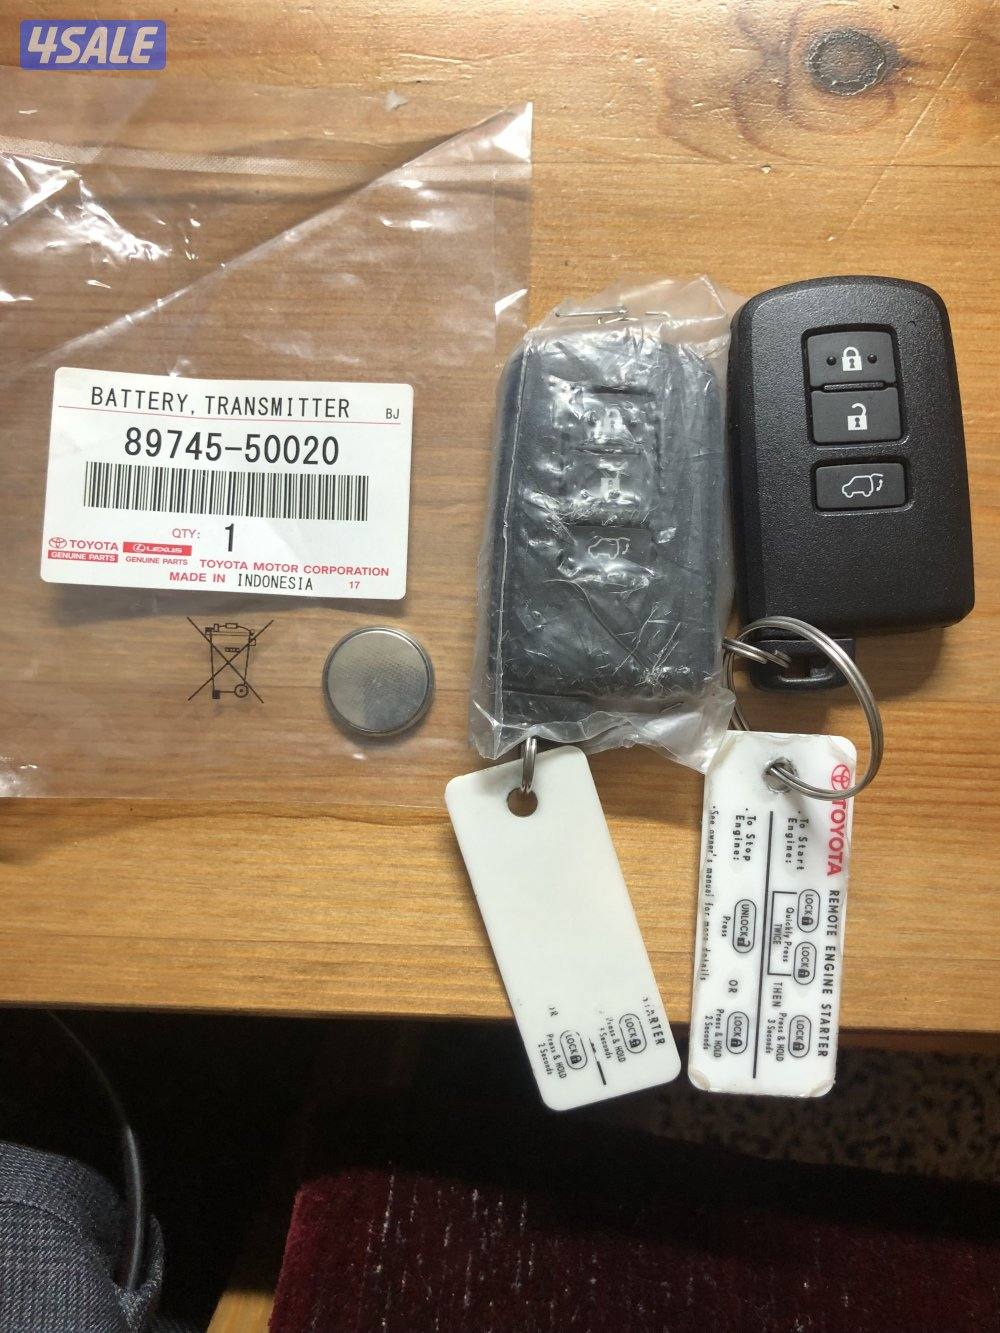 4SALE
BATTERY, TRANSMITTER BJ
89745-50020
QTY: 1
TOYOTA
GENUINE PARTS
LEXUS
GENUINE PARTS
TOYOTA MOTOR CORPORATION
MADE IN INDONESIA 17
TOYOTA REMOTE ENGINE STARTER
· To Start
Engine:
LOCK LOCK
Quickly Press
TWICE
THEN
LOCK
Press & HOLD
3 Seconds
· To Stop
Engine:
UNLOCK
Press
OR
LOCK
Press & HOLD
2 Seconds
·See owner's manual for more details
STARTER
LOCK
Press & HOLD
Seconds
OR
LOCK
Press & HOLD
2 Seconds